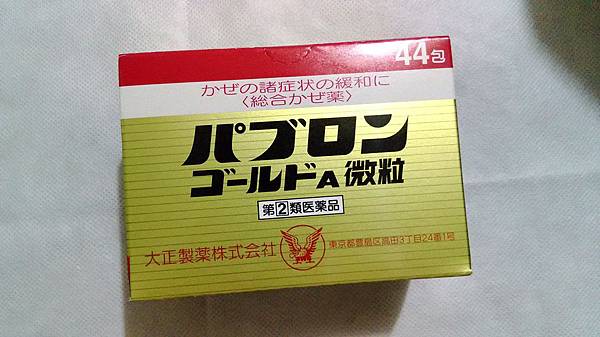 44包
かぜの諸症状の緩和に
〈総合かぜ薬〉
パブロン
ゴールドA微粒
指②類医薬品
大正製薬株式会社
東京都豊島区高田3丁目24番1号